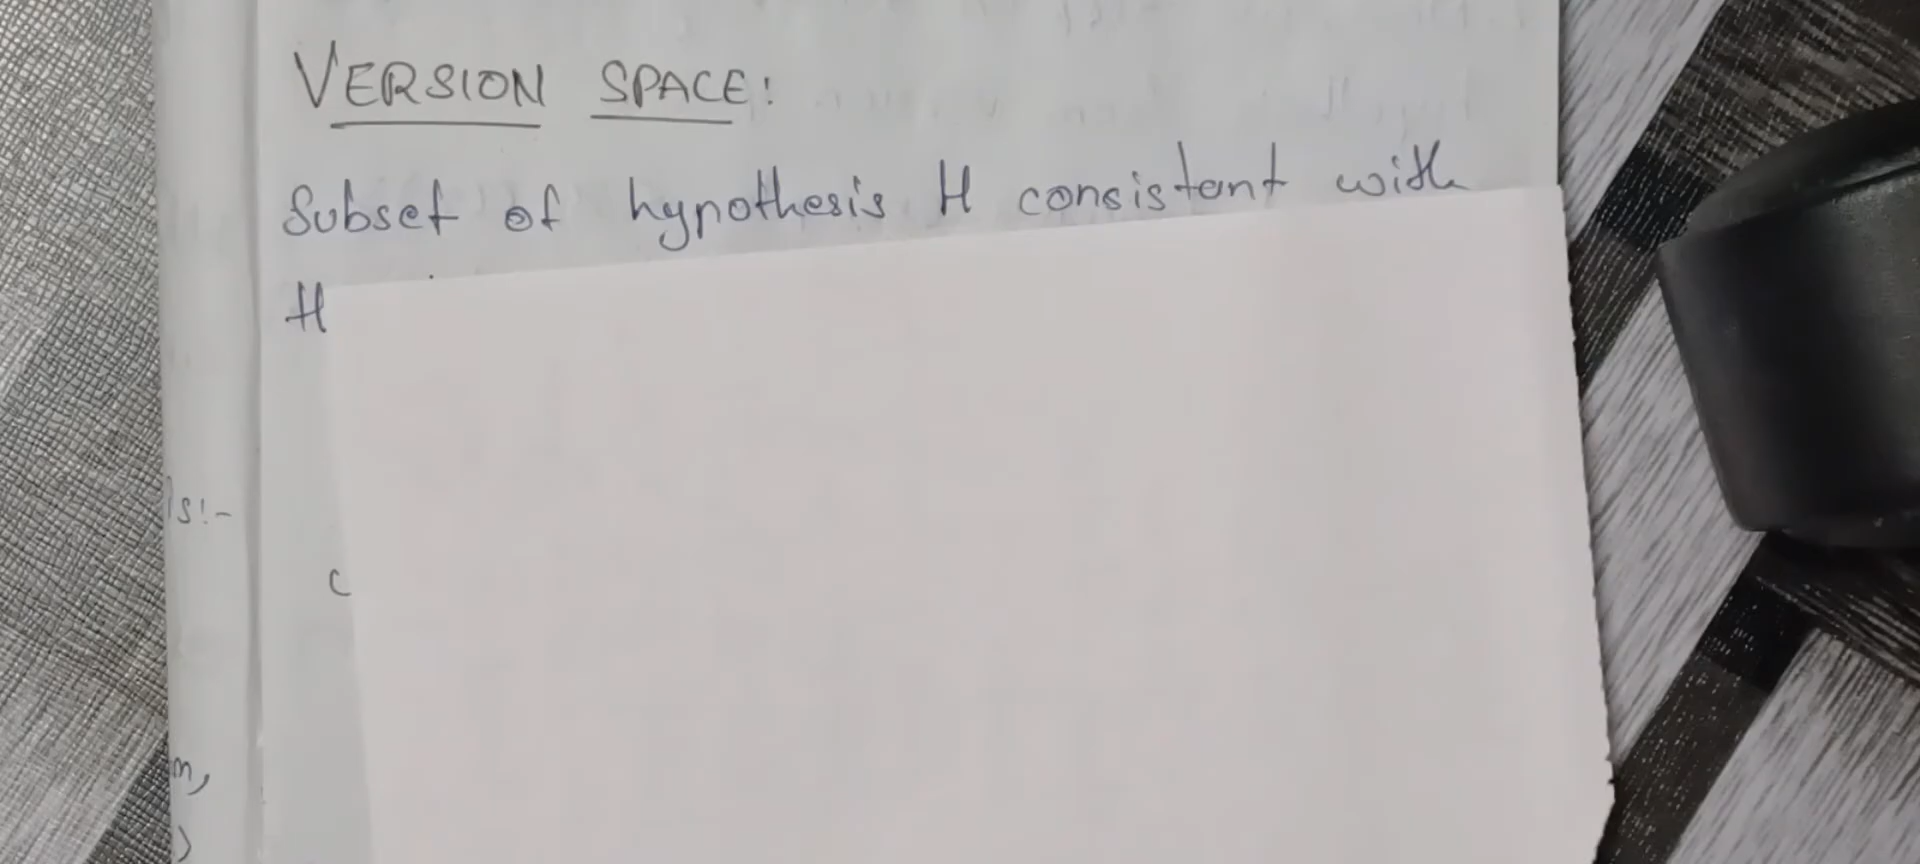 VERSION SPACE:
Subset of hypothesis H consistent with
H
c
s:-
m,
)